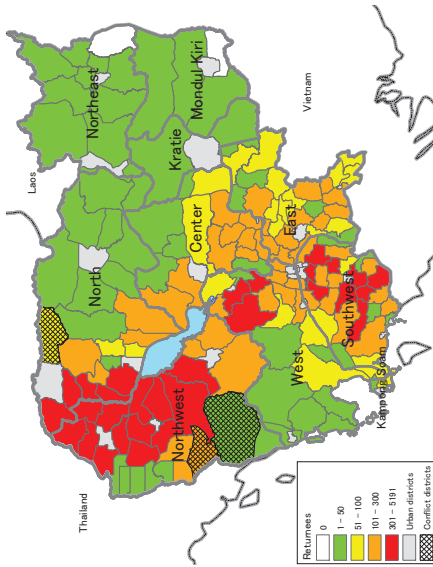 Laos
Thailand
Vietnam
Northeast
Mondul Kiri
Kratie
North
Center
East
Northwest
West
Southwest
Kampong Soam
Returnees
0
1 - 50
51 - 100
101 - 300
301 - 5191
Urban districts
Conflict districts